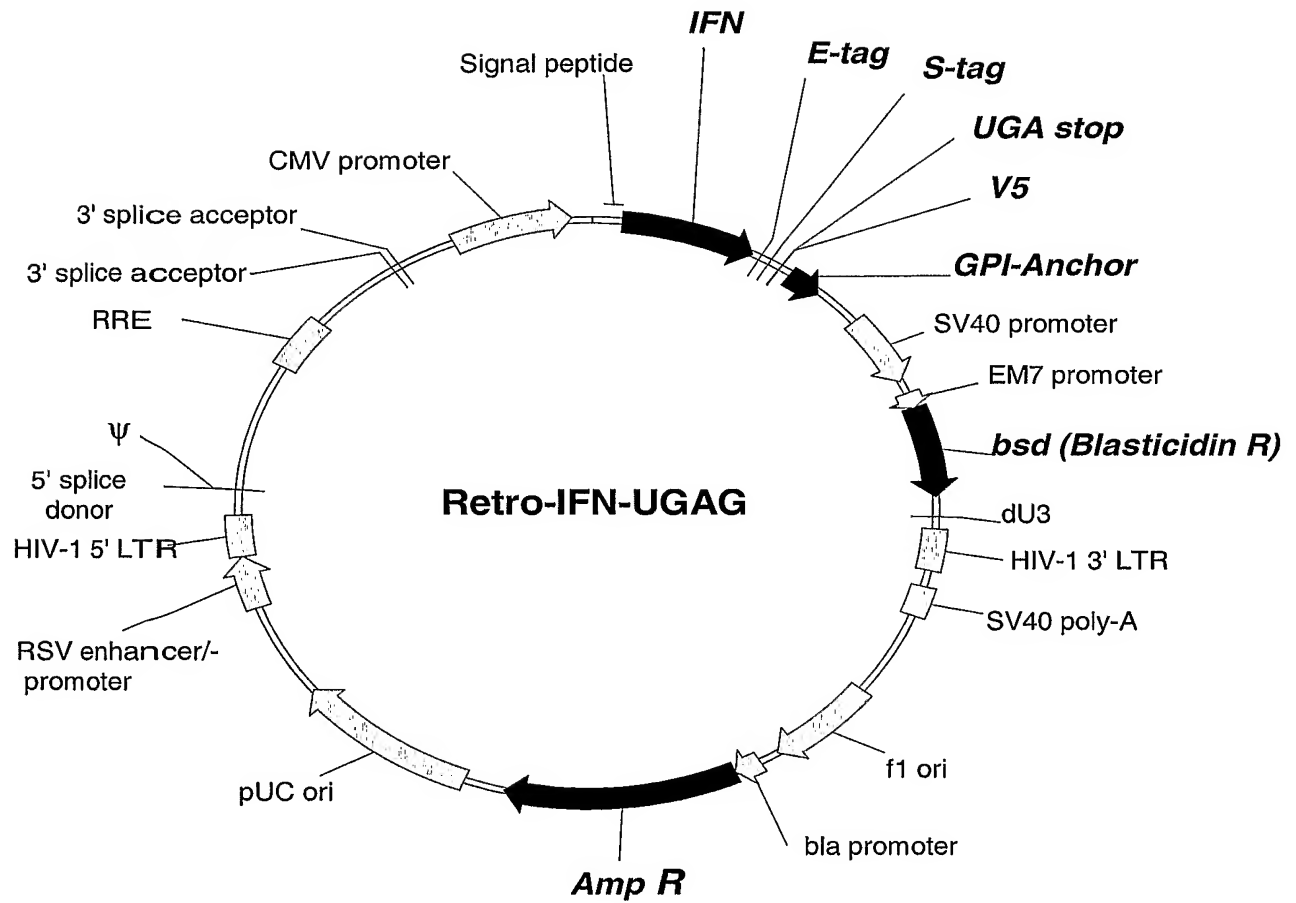 IFN
E-tag
Signal peptide
S-tag
UGA stop
CMV promoter
V5
3' splice acceptor
3' splice acceptor
GPI-Anchor
RRE
SV40 promoter
EM7 promoter
ψ
bsd (Blasticidin R)
5' splice
donor
Retro-IFN-UGAG
dU3
HIV-1 5' LTR
HIV-1 3' LTR
SV40 poly-A
RSV enhancer/-
promoter
f1 ori
pUC ori
bla promoter
Amp R